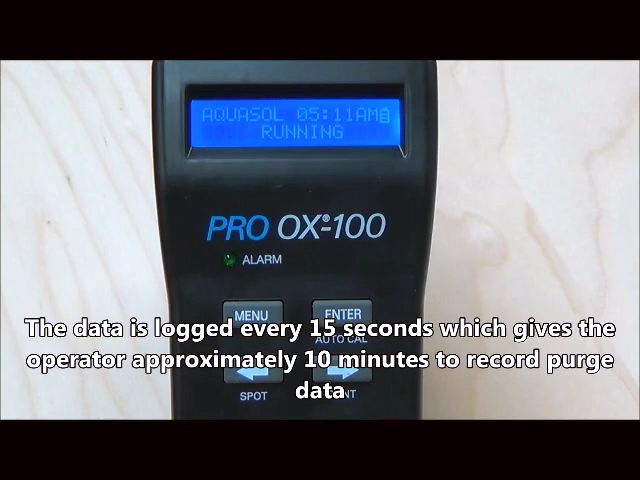 AQUASOL 05:11AM
RUNNING
PRO OX®-100
ALARM
MENU
ENTER
AUTO CAL
The data is logged every 15 seconds which gives the
operator approximately 10 minutes to record purge
data
SPOT